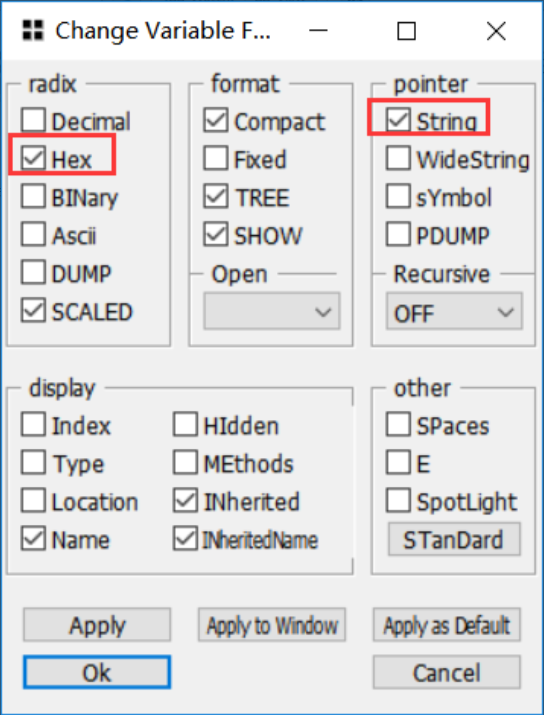 Change Variable F...
radix
Decimal
Hex
BINary
Ascii
DUMP
SCALED
format
Compact
Fixed
TREE
SHOW
Open
pointer
String
WideString
sYmbol
PDUMP
Recursive
OFF
display
Index
Type
Location
Name
HIdden
MEthods
INherited
INheritedName
other
SPaces
E
SpotLight
STanDard
Apply
Apply to Window
Apply as Default
Ok
Cancel